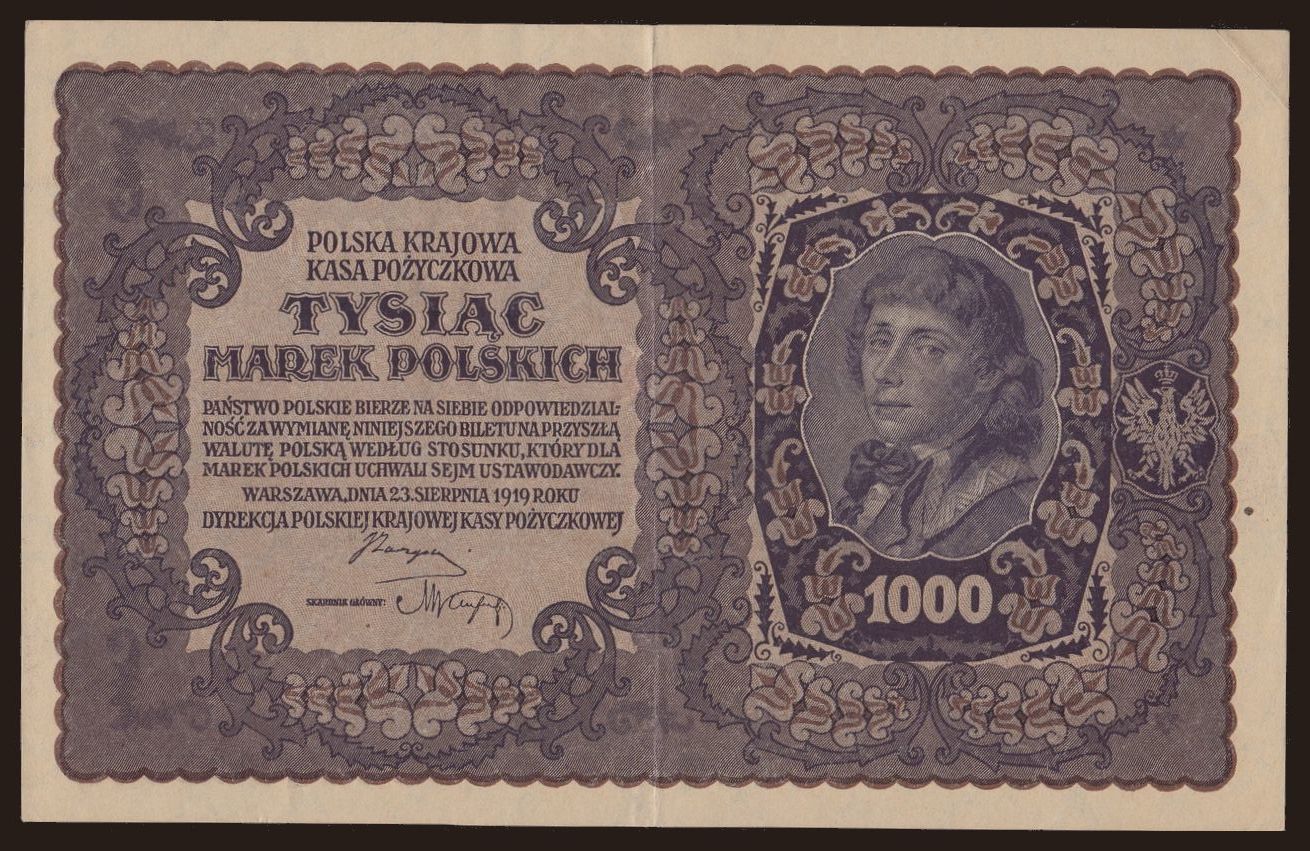 POLSKA KRAJOWA
KASA POŻYCZKOWA
TYSIĄC
MAREK POLSKICH
PAŃSTWO POLSKIE BIERZE NA SIEBIE ODPOWIEDZIAL-
NOŚĆ ZA WYMIANĘ NINIEJSZEGO BILETU NA PRZYSZŁĄ
WALUTĘ POLSKĄ WEDŁUG STOSUNKU, KTÓRY DLA
MAREK POLSKICH UCHWALI SEJM USTAWODAWCZY.
WARSZAWA, DNIA 23. SIERPNIA 1919 ROKU
DYREKCJA POLSKIEJ KRAJOWEJ KASY POŻYCZKOWEJ
SKARBNIK GŁÓWNY:
1000